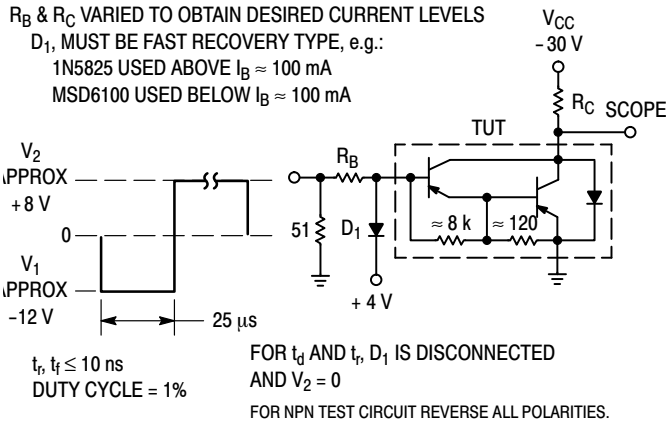 R_B & R_C VARIED TO OBTAIN DESIRED CURRENT LEVELS
D_1, MUST BE FAST RECOVERY TYPE, e.g.:
1N5825 USED ABOVE I_B ≈ 100 mA
MSD6100 USED BELOW I_B ≈ 100 mA
V_CC
- 30 V
R_C
SCOPE
TUT
R_B
V_2
APPROX
+8 V
51
D_1
≈ 8 k
≈ 120
0
V_1
APPROX
+ 4 V
-12 V
25 μs
t_r, t_f ≤ 10 ns
DUTY CYCLE = 1%
FOR t_d AND t_r, D_1 IS DISCONNECTED
AND V_2 = 0
FOR NPN TEST CIRCUIT REVERSE ALL POLARITIES.